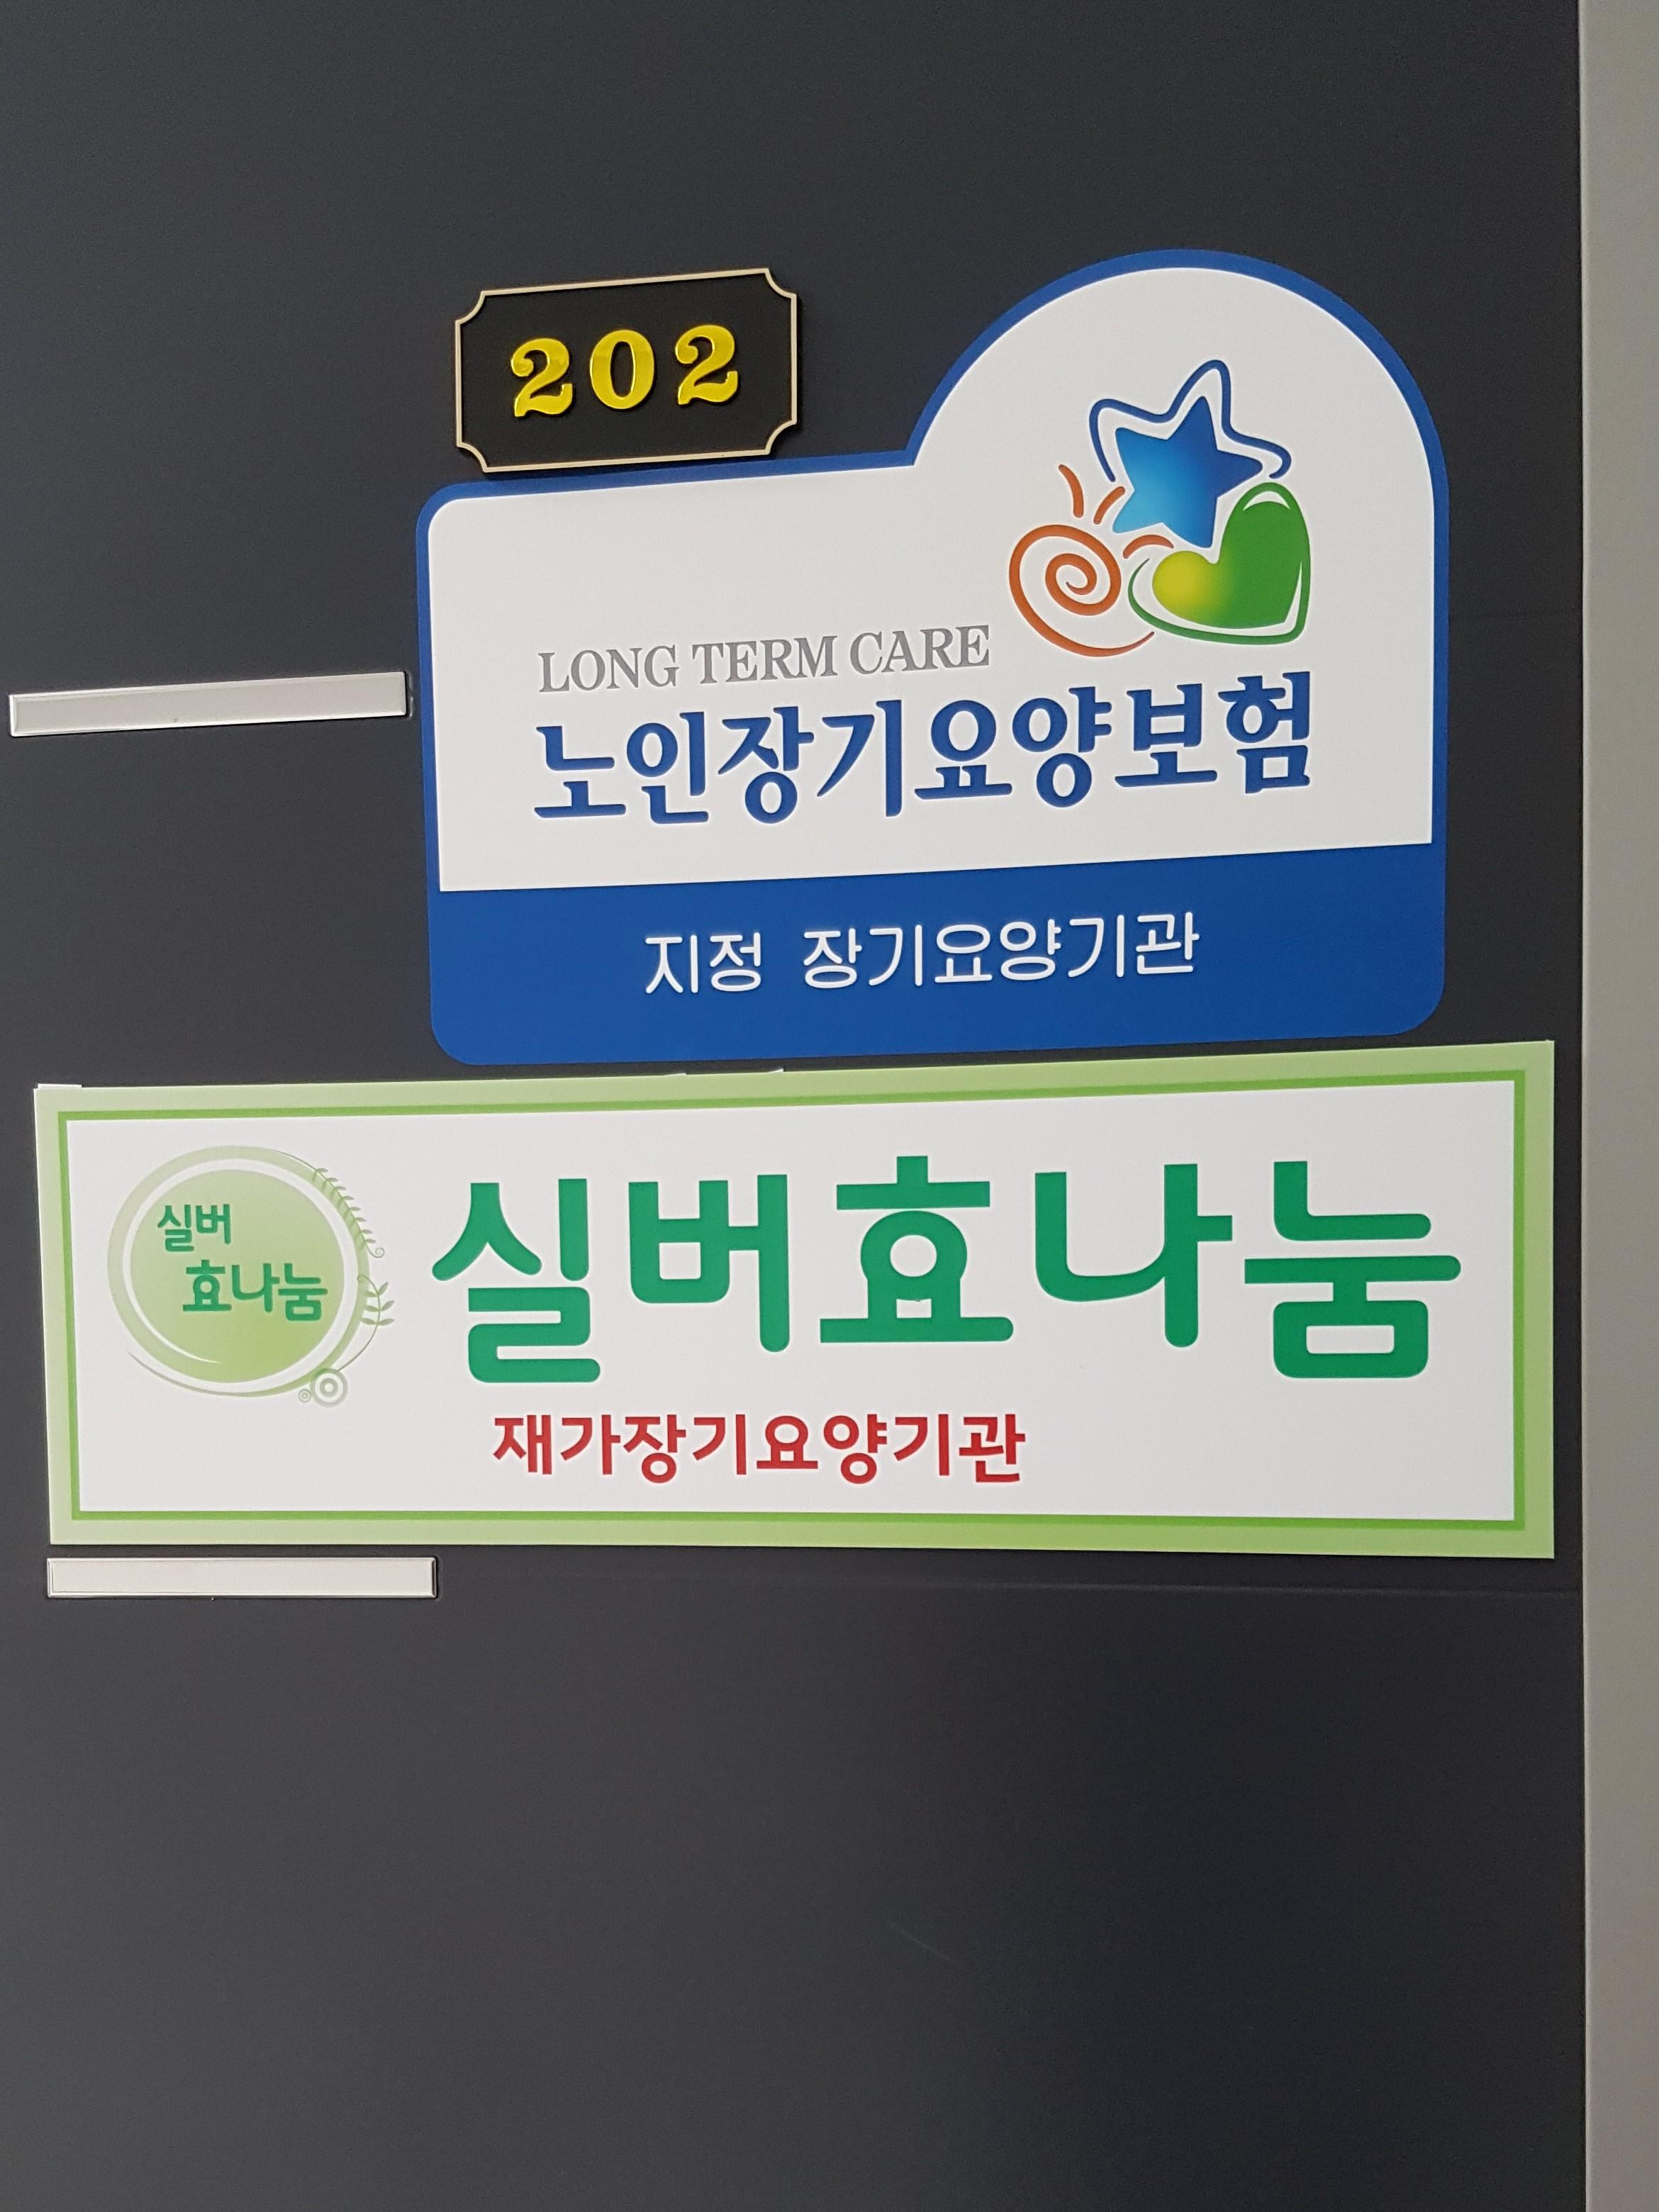 202
LONG TERM CARE
노인장기요양보험
지정 장기요양기관
실버
효나눔
실버효나눔
재가장기요양기관